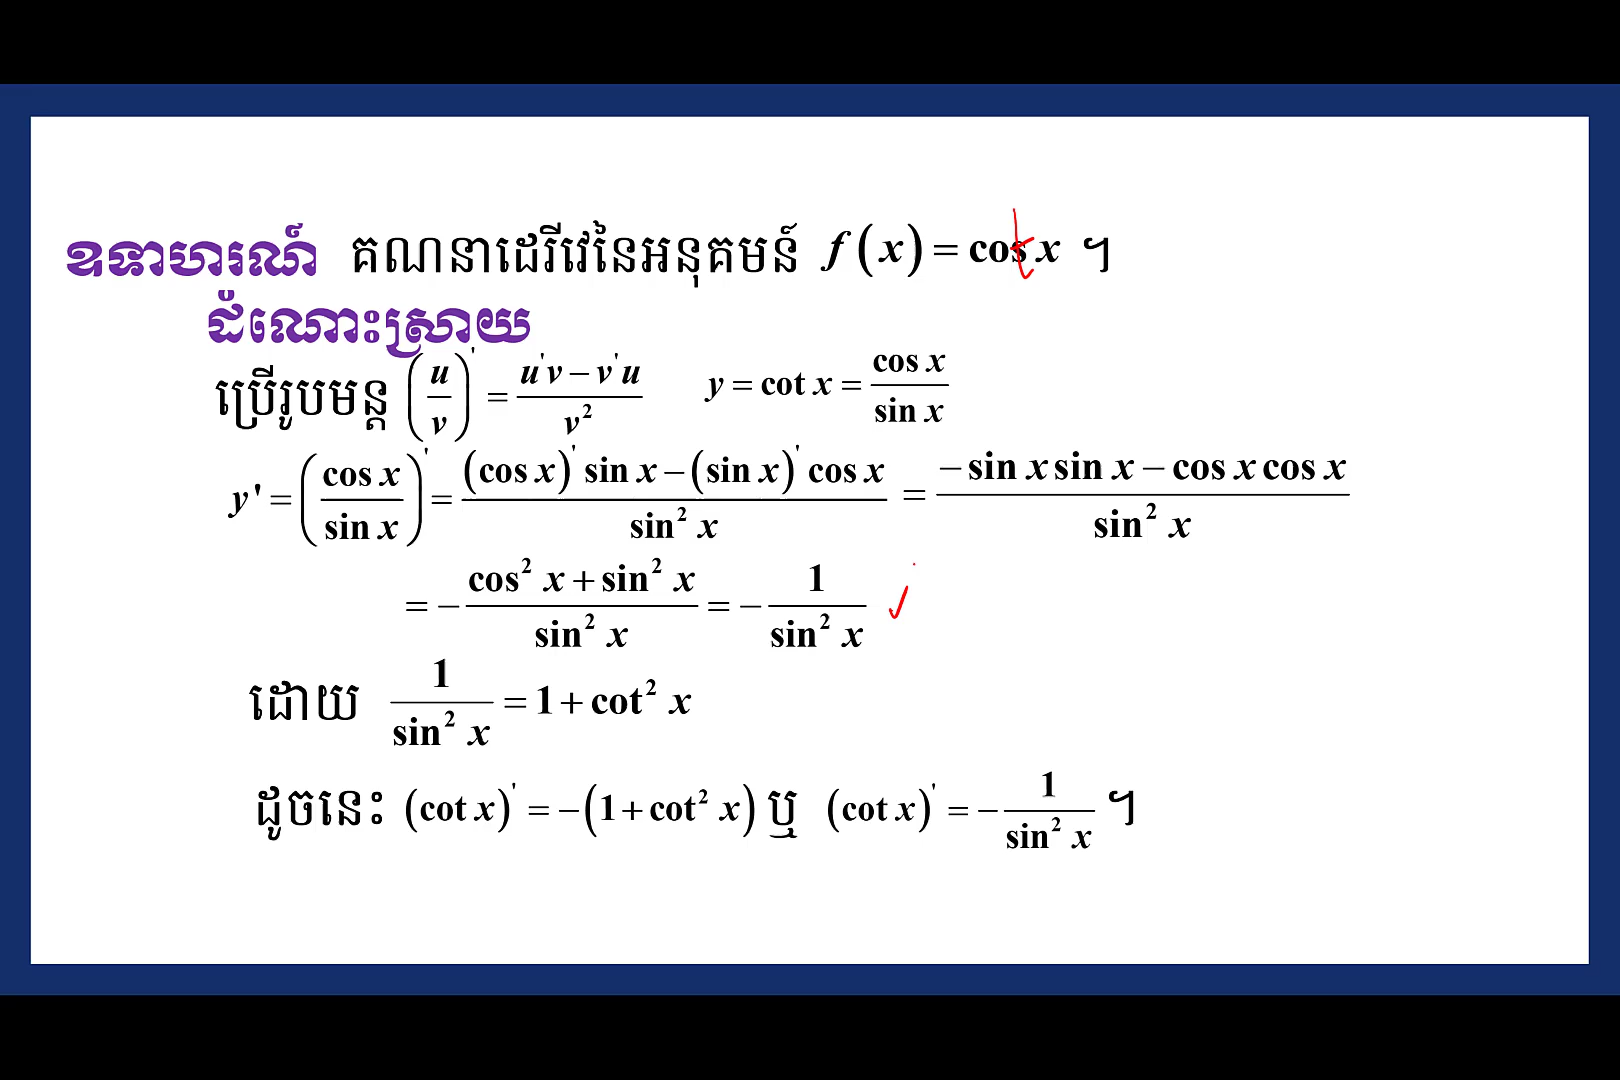 ឧទាហរណ៍ គណនាដេរីវេនៃអនុគមន៍ f(x) = cot x ។
ដំណោះស្រាយ
ប្រើរូបមន្ត (u/v)' = (u'v − v'u)/v² y = cot x = cos x/sin x
y' = (cos x/sin x)' = ((cos x)' sin x − (sin x)' cos x)/sin² x = (−sin x sin x − cos x cos x)/sin² x
= −(cos² x + sin² x)/sin² x = −1/sin² x ✓
ដោយ 1/sin² x = 1 + cot² x
ដូចនេះ (cot x)' = −(1 + cot² x) ឬ (cot x)' = −1/sin² x ។